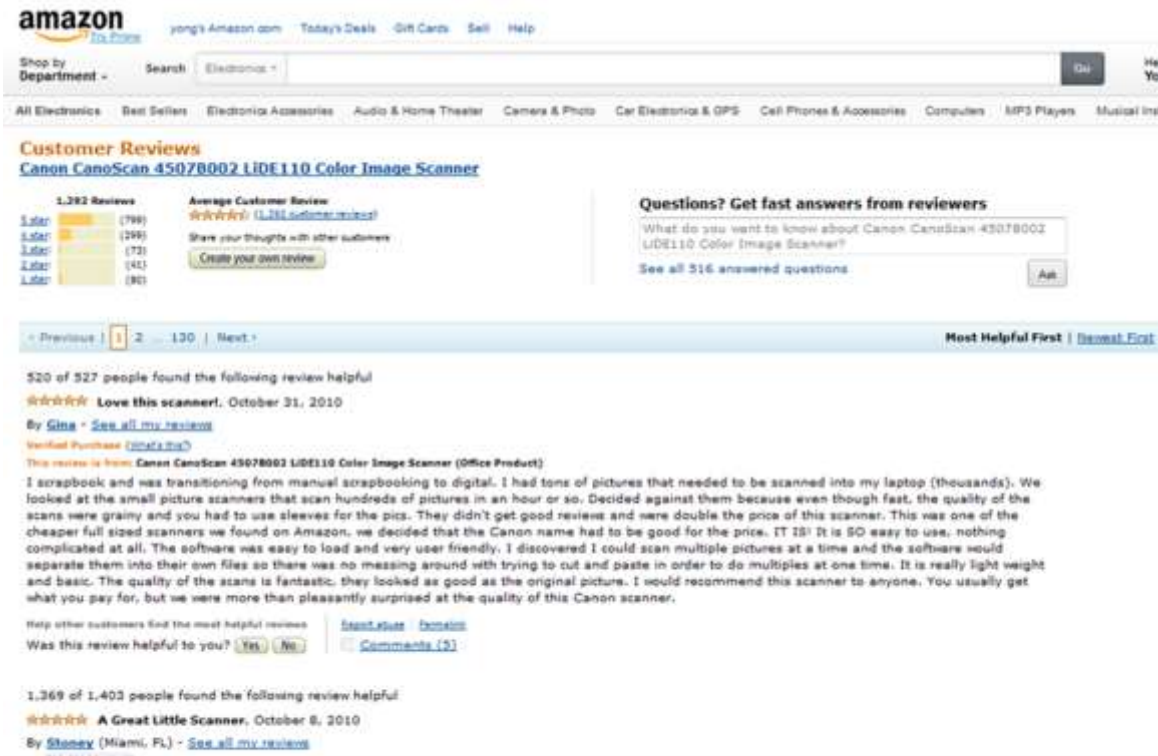 amazon
Try Prime
yong's Amazon.com Today's Deals Gift Cards Sell Help
Shop by
Department
Search Electronics
Go
All Electronics Best Sellers Electronics Accessories Audio & Home Theater Camera & Photo Car Electronics & GPS Cell Phones & Accessories Computers MP3 Players Musical Ins
Customer Reviews
Canon CanoScan 4507B002 LiDE110 Color Image Scanner
1,282 Reviews
5 star: (799)
4 star: (289)
3 star: (73)
2 star: (41)
1 star: (80)
Average Customer Review
(1,282 customer reviews)
Share your thoughts with other customers
Create your own review
Questions? Get fast answers from reviewers
What do you want to know about Canon CanoScan 4507B002
LiDE110 Color Image Scanner?
See all 516 answered questions
Ask
‹ Previous | 1 2 ... 130 | Next ›
Most Helpful First | Newest First
520 of 527 people found the following review helpful
Love this scanner!, October 31, 2010
By Gina - See all my reviews
Verified Purchase (What's this?)
This review is from: Canon CanoScan 4507B002 LiDE110 Color Image Scanner (Office Product)
I scrapbook and was transitioning from manual scrapbooking to digital. I had tons of pictures that needed to be scanned into my laptop (thousands). We
looked at the small picture scanners that scan hundreds of pictures in an hour or so. Decided against them because even though fast, the quality of the
scans were grainy and you had to use sleeves for the pics. They didn't get good reviews and were double the price of this scanner. This was one of the
cheaper full sized scanners we found on Amazon. we decided that the Canon name had to be good for the price. IT IS! It is SO easy to use, nothing
complicated at all. The software was easy to load and very user friendly. I discovered I could scan multiple pictures at a time and the software would
separate them into their own files so there was no messing around with trying to cut and paste in order to do multiples at one time. It is really light weight
and basic. The quality of the scans is fantastic. they looked as good as the original picture. I would recommend this scanner to anyone. You usually get
what you pay for, but we were more than pleasantly surprised at the quality of this Canon scanner.
Help other customers find the most helpful reviews
Was this review helpful to you? Yes No
Report abuse | Permalink
Comments (5)
1,369 of 1,403 people found the following review helpful
A Great Little Scanner, October 8, 2010
By Stoney (Miami, FL) - See all my reviews